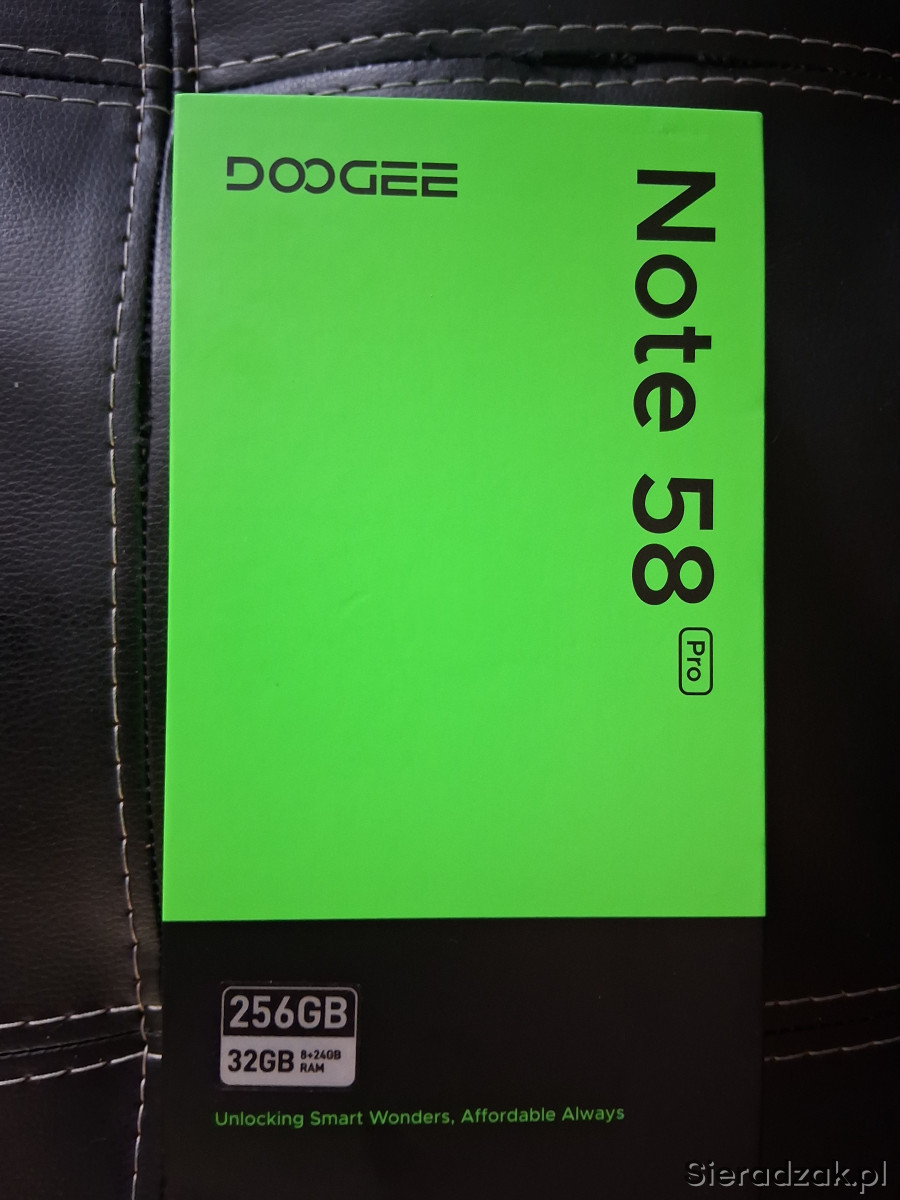 DOOGEE
Note 58 Pro
256GB
32GB 8+24GB RAM
Unlocking Smart Wonders, Affordable Always
Sieradzak.pl